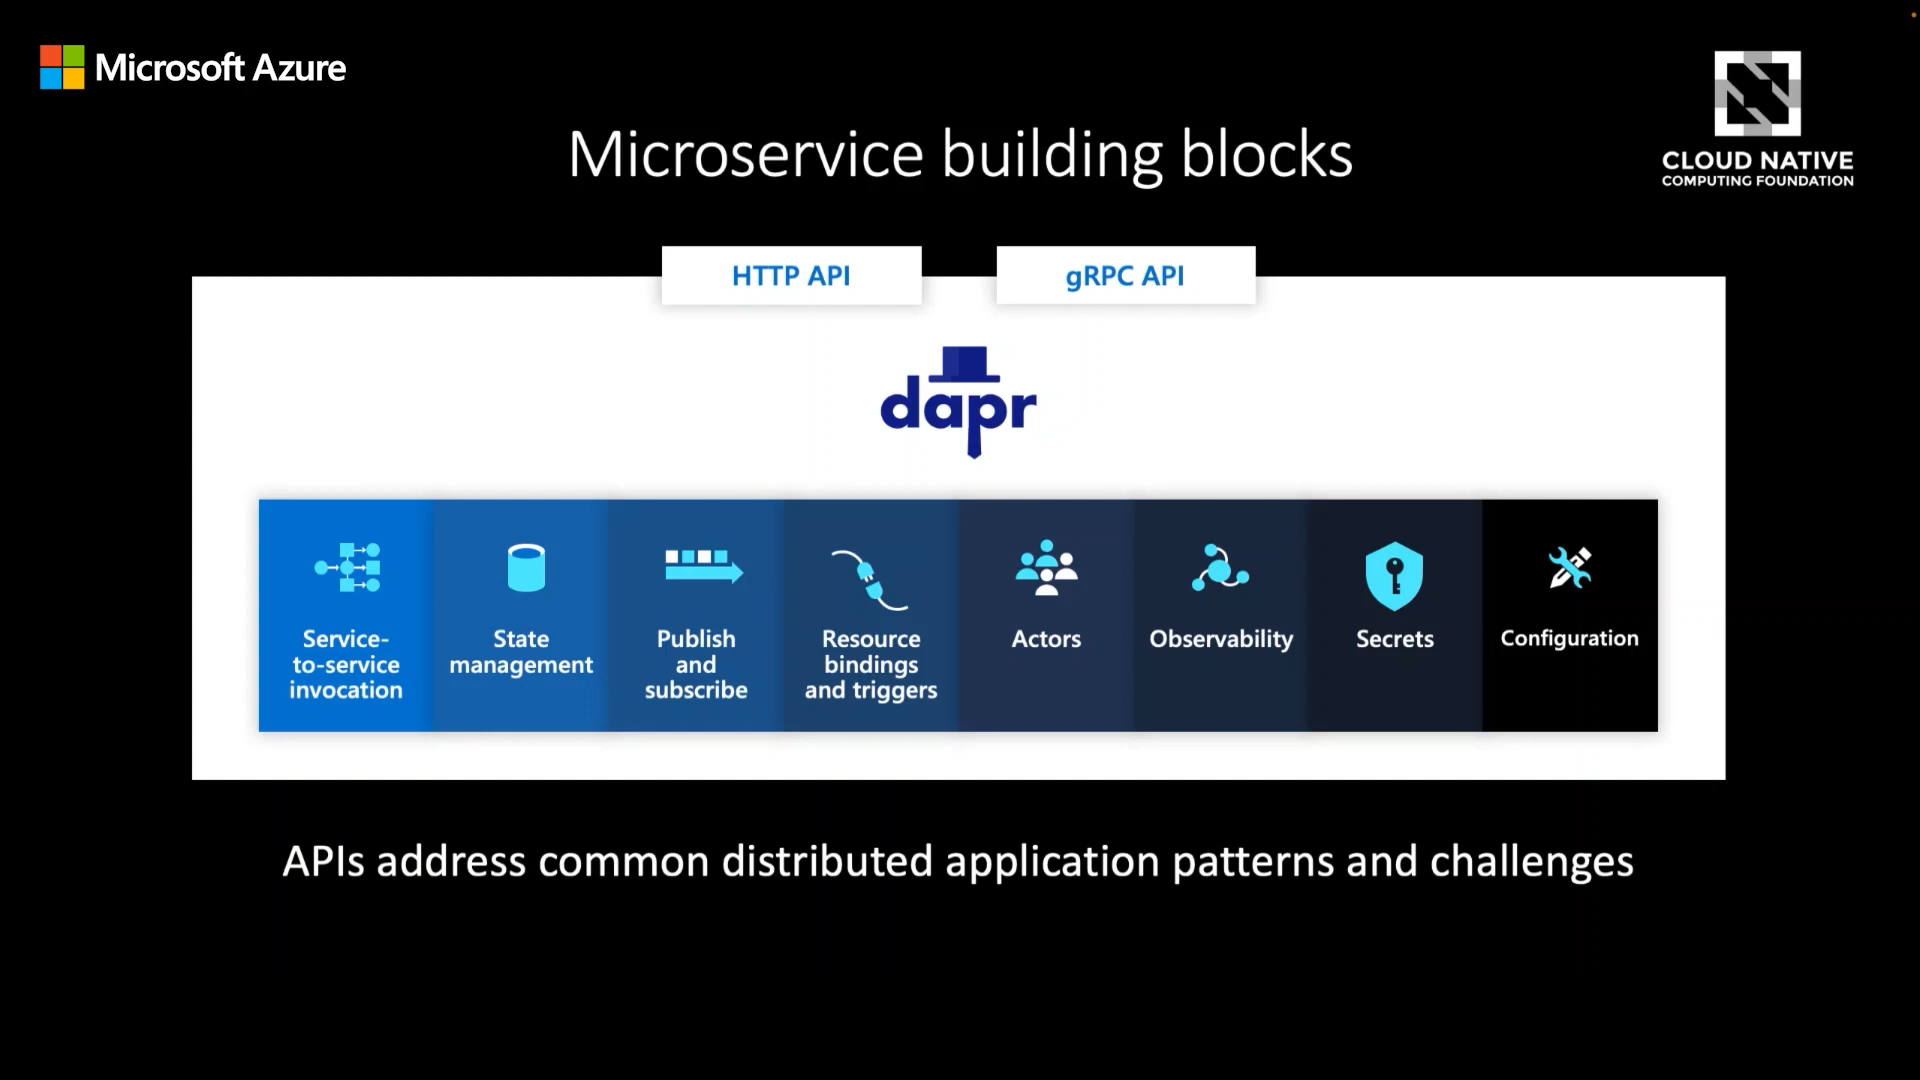 Microsoft Azure
CLOUD NATIVE
COMPUTING FOUNDATION
Microservice building blocks
HTTP API
gRPC API
dapr
Service-
to-service
invocation
State
management
Publish
and
subscribe
Resource
bindings
and triggers
Actors
Observability
Secrets
Configuration
APIs address common distributed application patterns and challenges